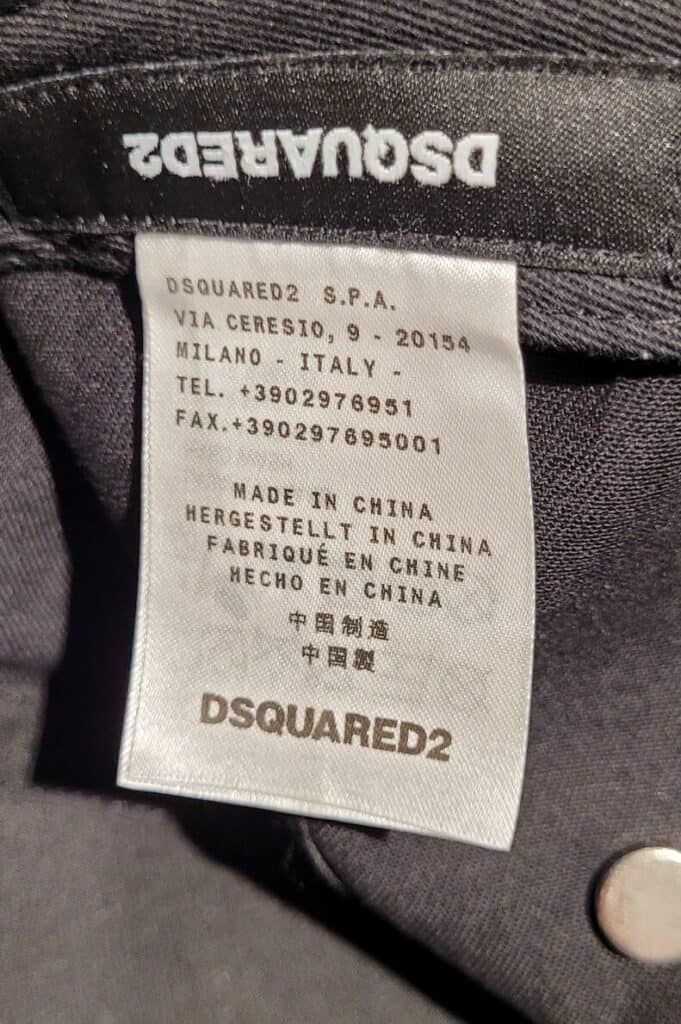 DSQUARED2
DSQUARED2 S.P.A.
VIA CERESIO, 9 - 20154
MILANO - ITALY -
TEL. +3902976951
FAX.+390297695001
MADE IN CHINA
HERGESTELLT IN CHINA
FABRIQUÉ EN CHINE
HECHO EN CHINA
中国制造
中国製
DSQUARED2